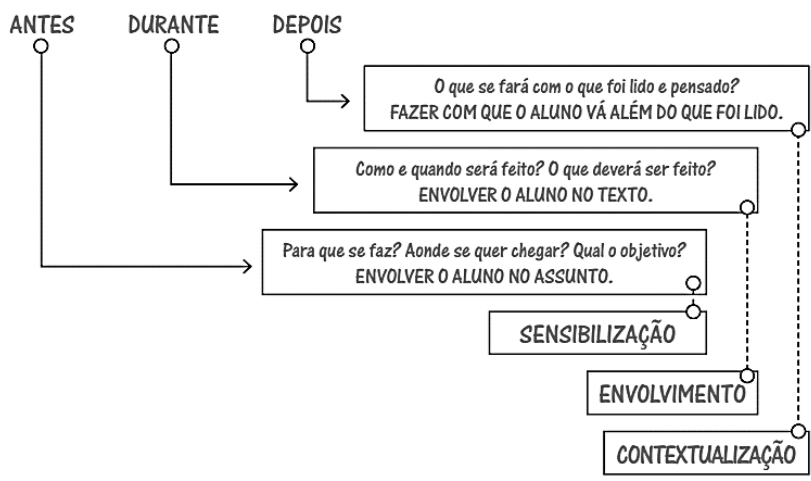 ANTES DURANTE DEPOIS
O que se fará com o que foi lido e pensado?
FAZER COM QUE O ALUNO VÁ ALÉM DO QUE FOI LIDO.
Como e quando será feito? O que deverá ser feito?
ENVOLVER O ALUNO NO TEXTO.
Para que se faz? Aonde se quer chegar? Qual o objetivo?
ENVOLVER O ALUNO NO ASSUNTO.
SENSIBILIZAÇÃO
ENVOLVIMENTO
CONTEXTUALIZAÇÃO